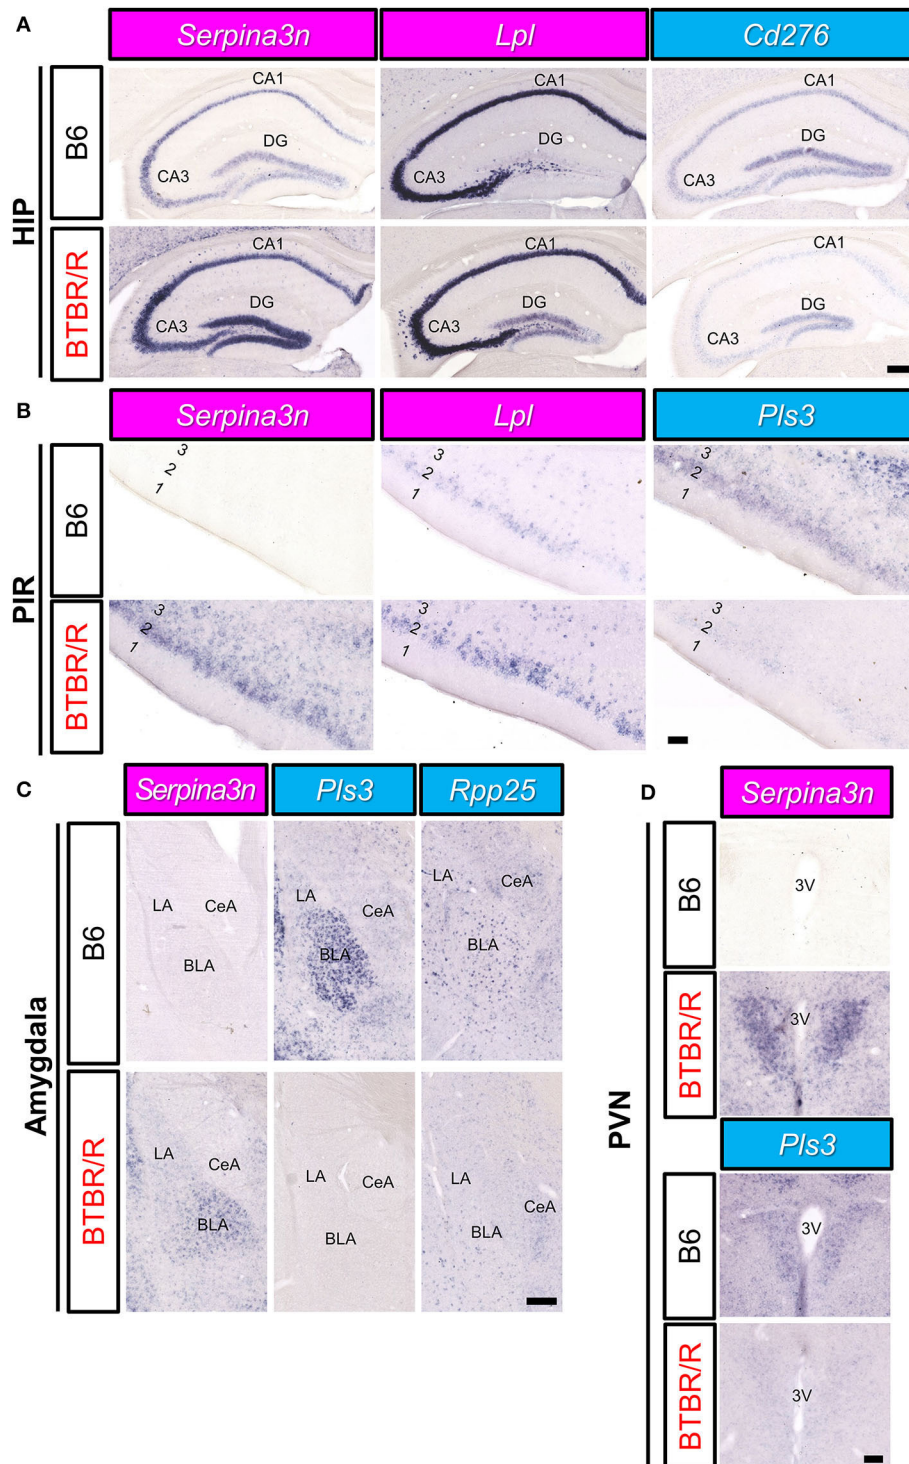 A
Serpina3n Lpl Cd276
HIP
B6
CA1 DG CA3
CA1 DG CA3
CA1 DG CA3
BTBR/R
CA1 DG CA3
CA1 DG CA3
CA1 DG CA3
B
Serpina3n Lpl Pls3
PIR
B6
3 2 1
3 2 1
3 2 1
BTBR/R
3 2 1
3 2 1
3 2 1
C
Serpina3n Pls3 Rpp25
Amygdala
B6
LA CeA BLA
LA CeA BLA
LA CeA BLA
BTBR/R
LA CeA BLA
LA CeA BLA
LA CeA BLA
D
Serpina3n
PVN
B6
3V
BTBR/R
3V
Pls3
B6
3V
BTBR/R
3V